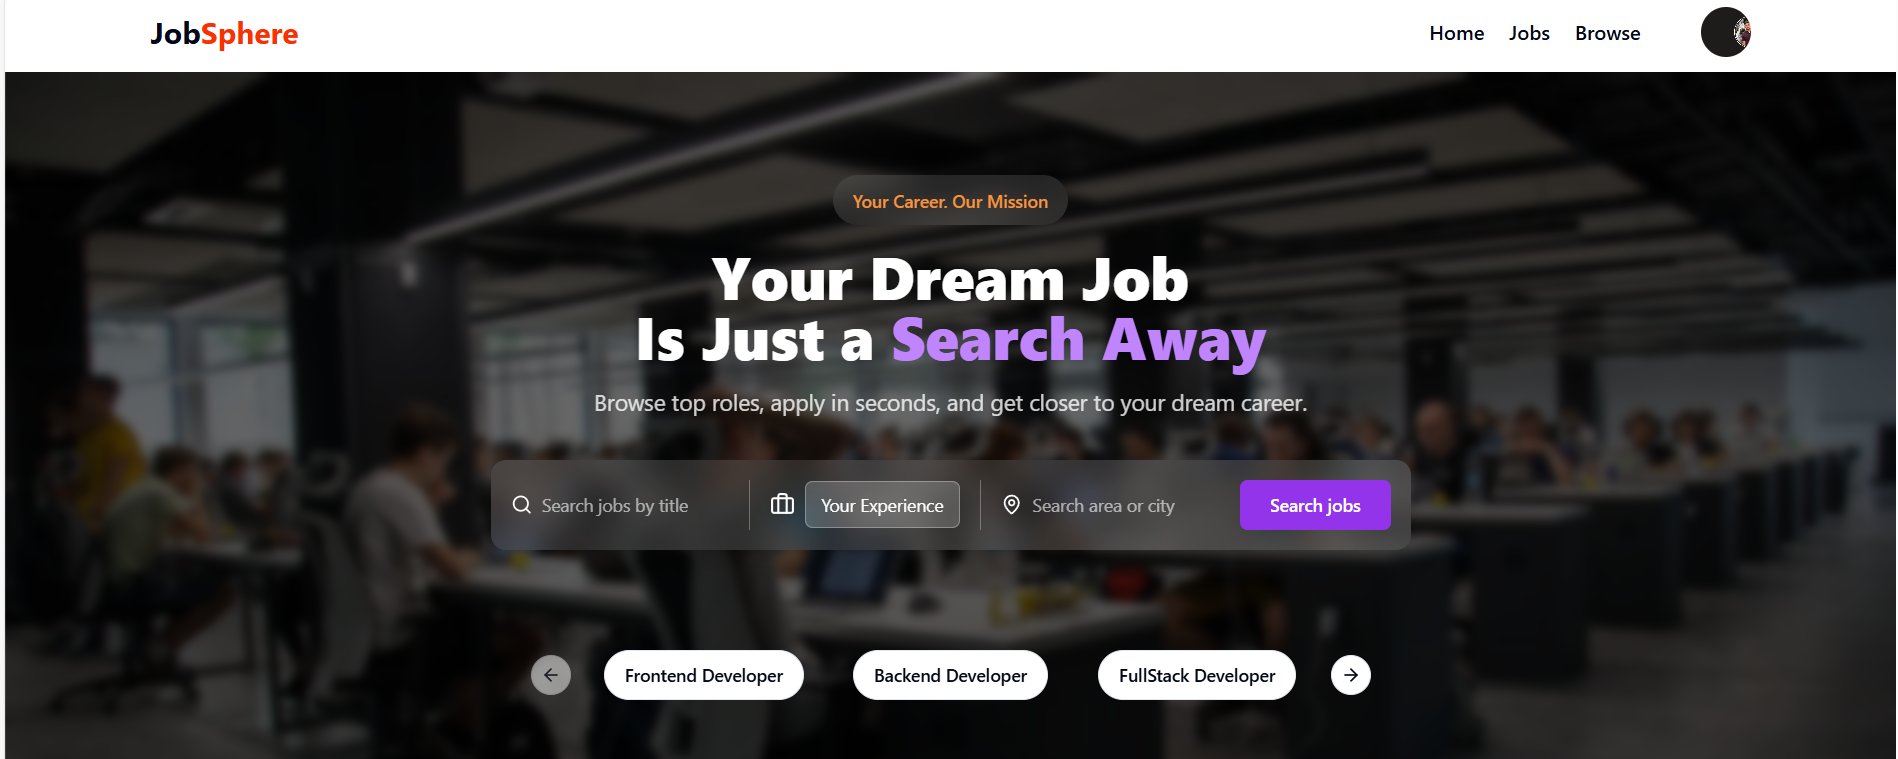 JobSphere
Home Jobs Browse
Your Career. Our Mission
Your Dream Job
Is Just a Search Away
Browse top roles, apply in seconds, and get closer to your dream career.
Search jobs by title Your Experience Search area or city Search jobs
Frontend Developer Backend Developer FullStack Developer